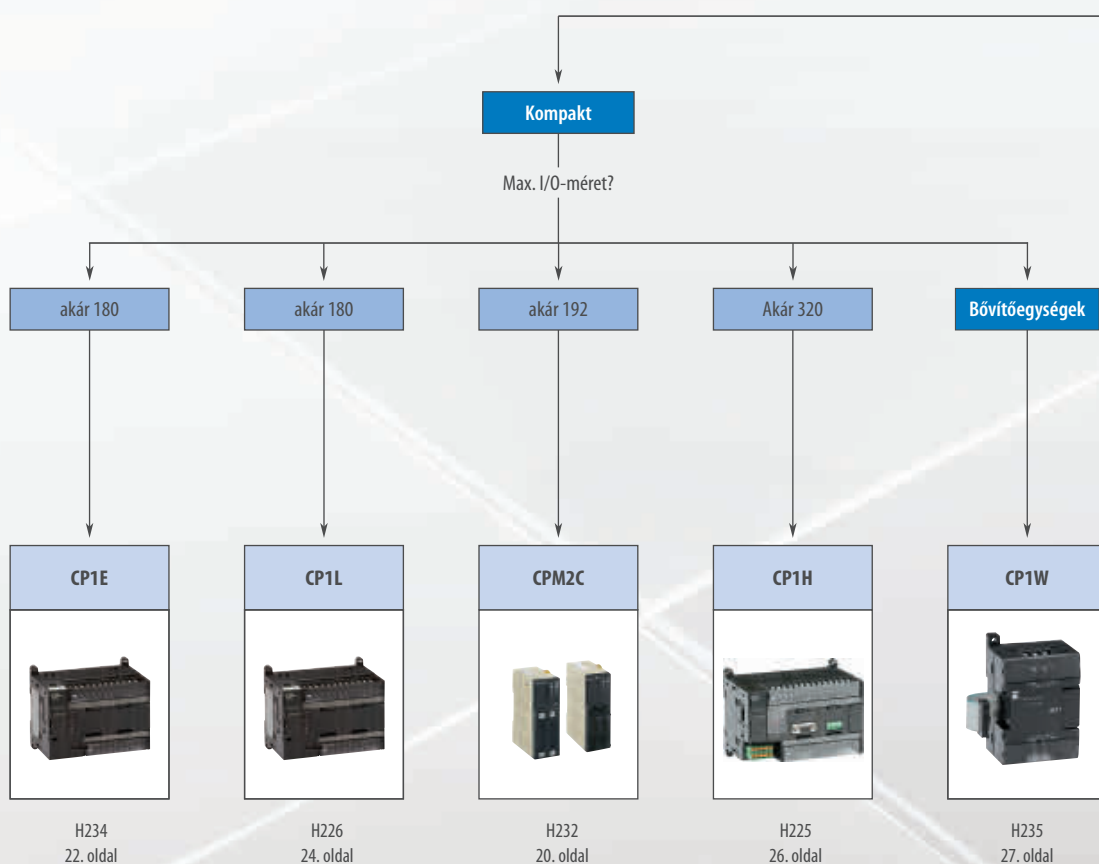 Kompakt
Max. I/O-méret?
akár 180
akár 180
akár 192
Akár 320
Bővítőegységek
CP1E
CP1L
CPM2C
CP1H
CP1W
H234
22. oldal
H226
24. oldal
H232
20. oldal
H225
26. oldal
H235
27. oldal